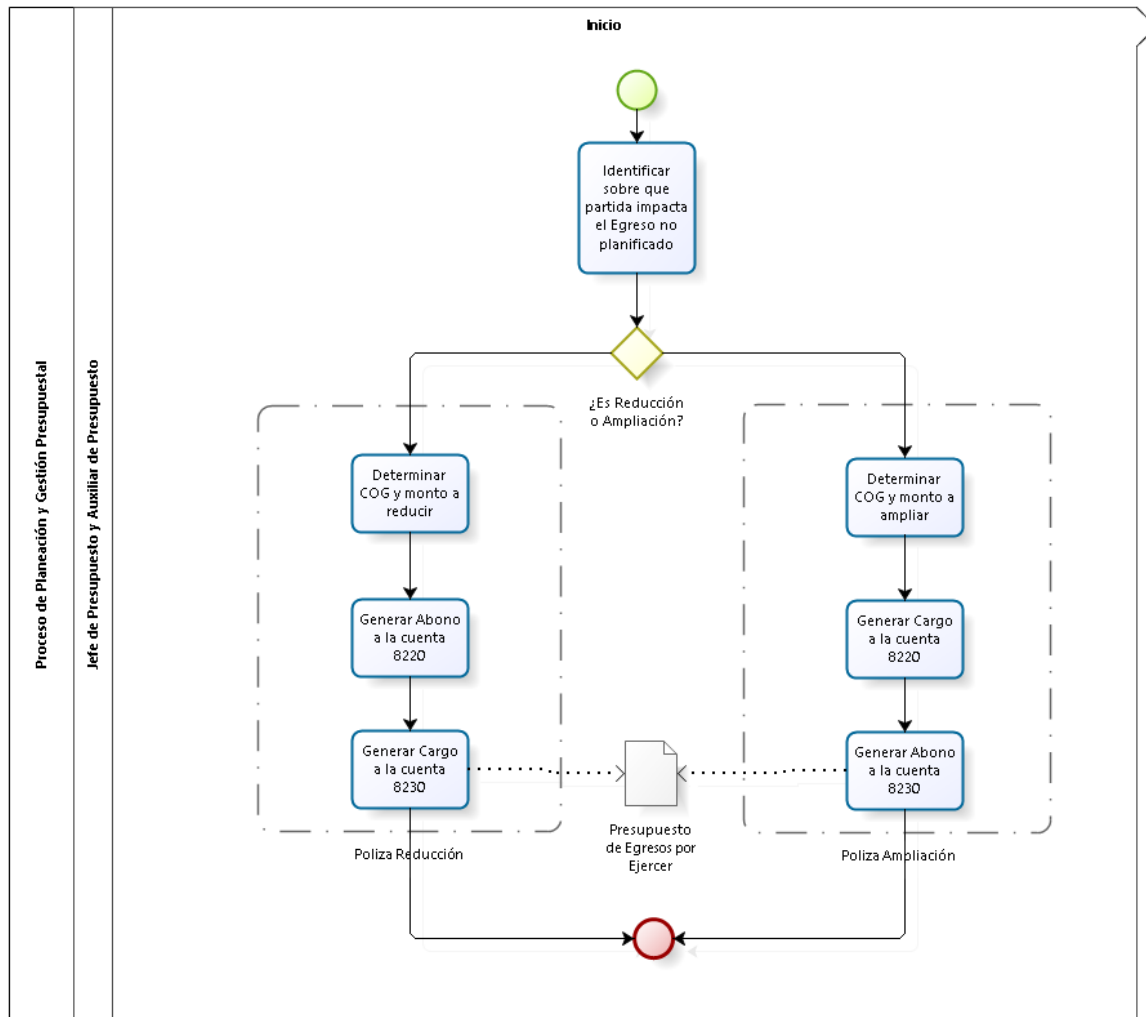 Inicio
Proceso de Planeación y Gestión Presupuestal
Jefe de Presupuesto y Auxiliar de Presupuesto
Identificar
sobre que
partida impacta
el Egreso no
planificado
¿Es Reducción
o Ampliación?
Determinar
COG y monto a
reducir
Generar Abono
a la cuenta
8220
Generar Cargo
a la cuenta
8230
Poliza Reducción
Determinar
COG y monto a
ampliar
Generar Cargo
a la cuenta
8220
Generar Abono
a la cuenta
8230
Poliza Ampliación
Presupuesto
de Egresos por
Ejercer